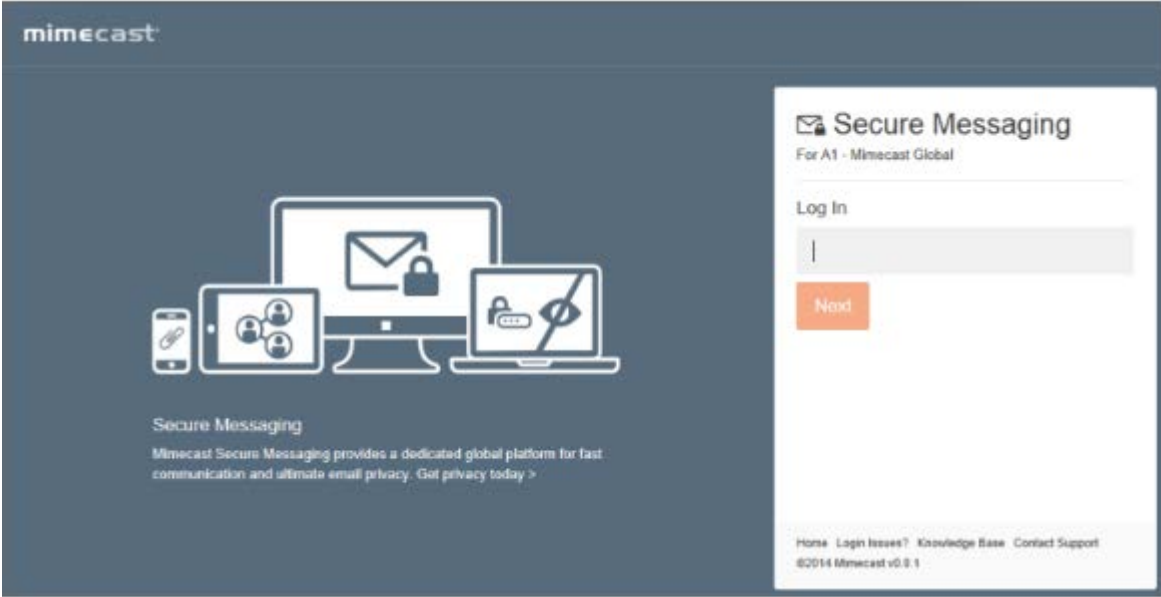 mimecast
Secure Messaging
For A1 - Mimecast Global
Log In
Next
Secure Messaging
Mimecast Secure Messaging provides a dedicated global platform for fast
communication and ultimate email privacy. Get privacy today >
Home Login Issues? Knowledge Base Contact Support
©2014 Mimecast v0.8.1